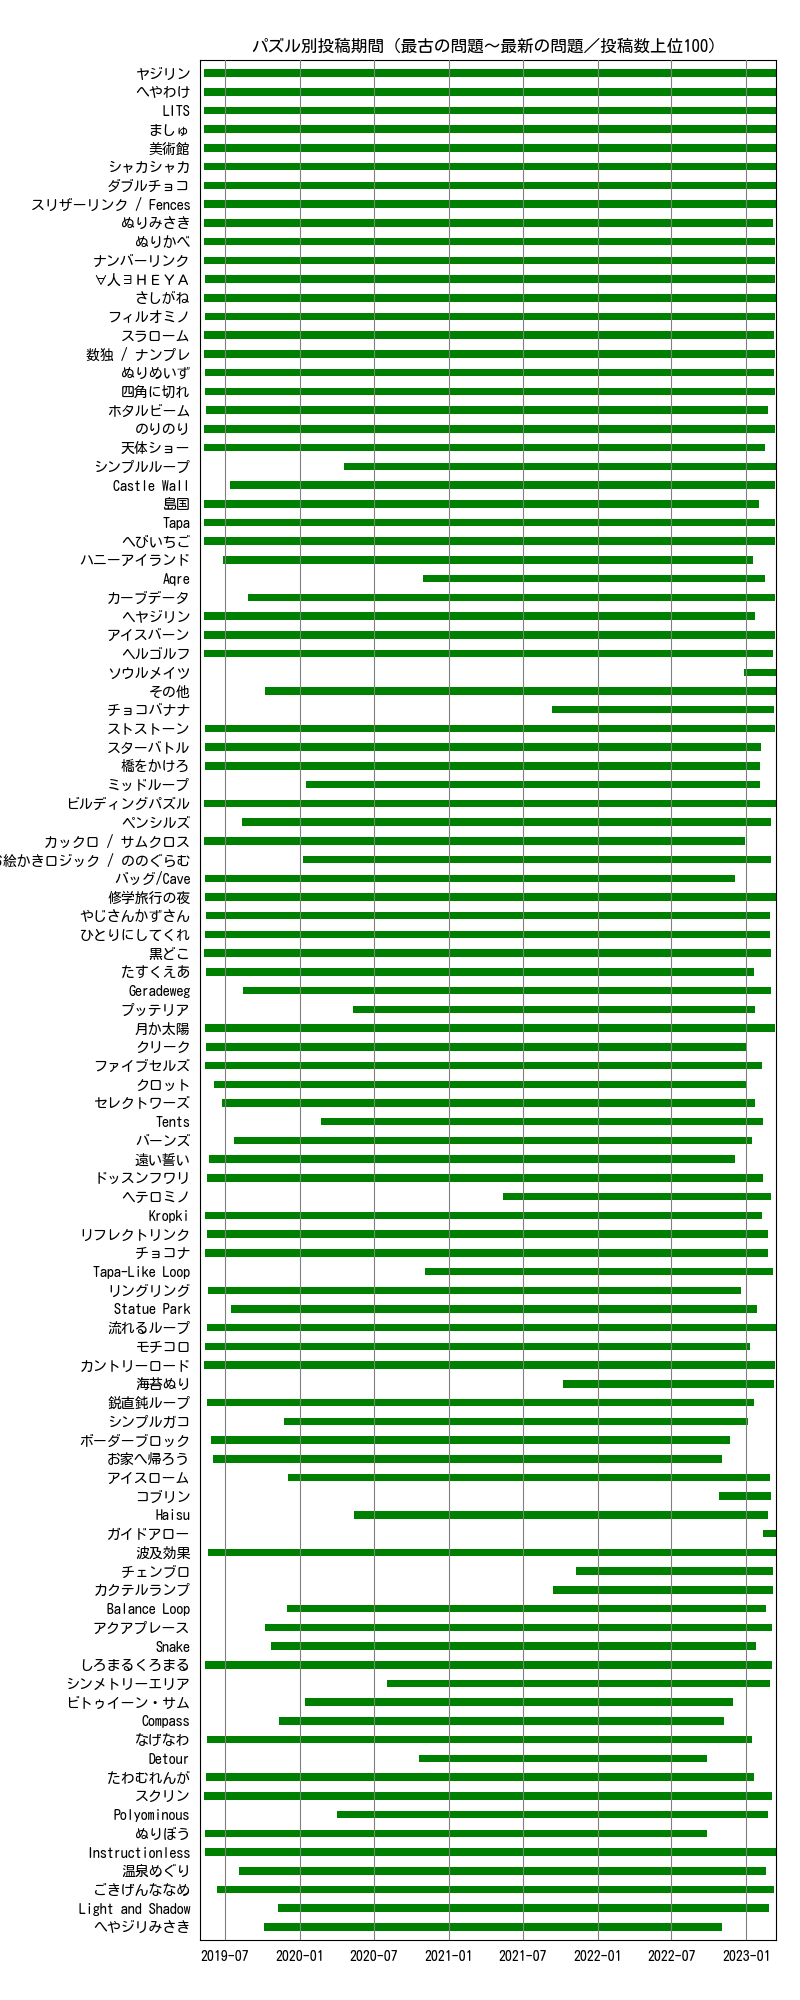 パズル別投稿期間（最古の問題～最新の問題／投稿数上位100）
ヤジリン
へやわけ
LITS
ましゅ
美術館
シャカシャカ
ダブルチョコ
スリザーリンク / Fences
ぬりみさき
ぬりかべ
ナンバーリンク
∀人∃ＨＥＹＡ
さしがね
フィルオミノ
スラローム
数独 / ナンプレ
ぬりめいず
四角に切れ
ホタルビーム
のりのり
天体ショー
シンプルループ
Castle Wall
島国
Tapa
へびいちご
ハニーアイランド
Aqre
カーブデータ
ヘヤジリン
アイスバーン
ヘルゴルフ
ソウルメイツ
その他
チョコバナナ
ストストーン
スターバトル
橋をかけろ
ミッドループ
ビルディングパズル
ペンシルズ
カックロ / サムクロス
絵かきロジック / ののぐらむ
バッグ/Cave
修学旅行の夜
やじさんかずさん
ひとりにしてくれ
黒どこ
たすくえあ
Geradeweg
プッテリア
月か太陽
クリーク
ファイブセルズ
クロット
セレクトワーズ
Tents
バーンズ
遠い誓い
ドッスンフワリ
ヘテロミノ
Kropki
リフレクトリンク
チョコナ
Tapa-Like Loop
リングリング
Statue Park
流れるループ
モチコロ
カントリーロード
海苔ぬり
鋭直鈍ループ
シンプルガコ
ボーダーブロック
お家へ帰ろう
アイスローム
コブリン
Haisu
ガイドアロー
波及効果
チェンブロ
カクテルランプ
Balance Loop
アクアプレース
Snake
しろまるくろまる
シンメトリーエリア
ビトゥイーン・サム
Compass
なげなわ
Detour
たわむれんが
スクリン
Polyominous
ぬりぼう
Instructionless
温泉めぐり
ごきげんななめ
Light and Shadow
へやジリみさき
2019-07 2020-01 2020-07 2021-01 2021-07 2022-01 2022-07 2023-01